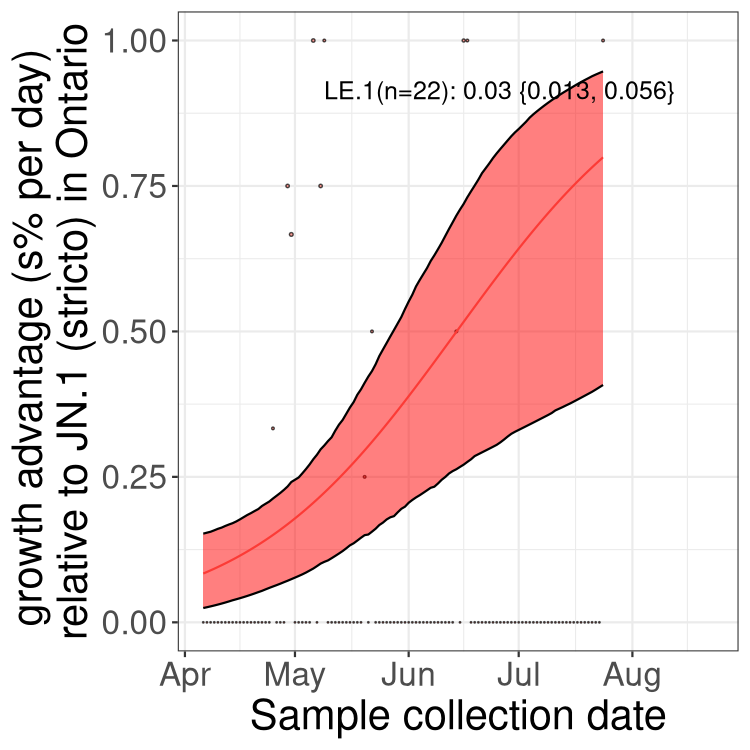 growth advantage (s% per day)
relative to JN.1 (stricto) in Ontario
1.00
0.75
0.50
0.25
0.00
LE.1(n=22): 0.03 {0.013, 0.056}
Apr May Jun Jul Aug
Sample collection date